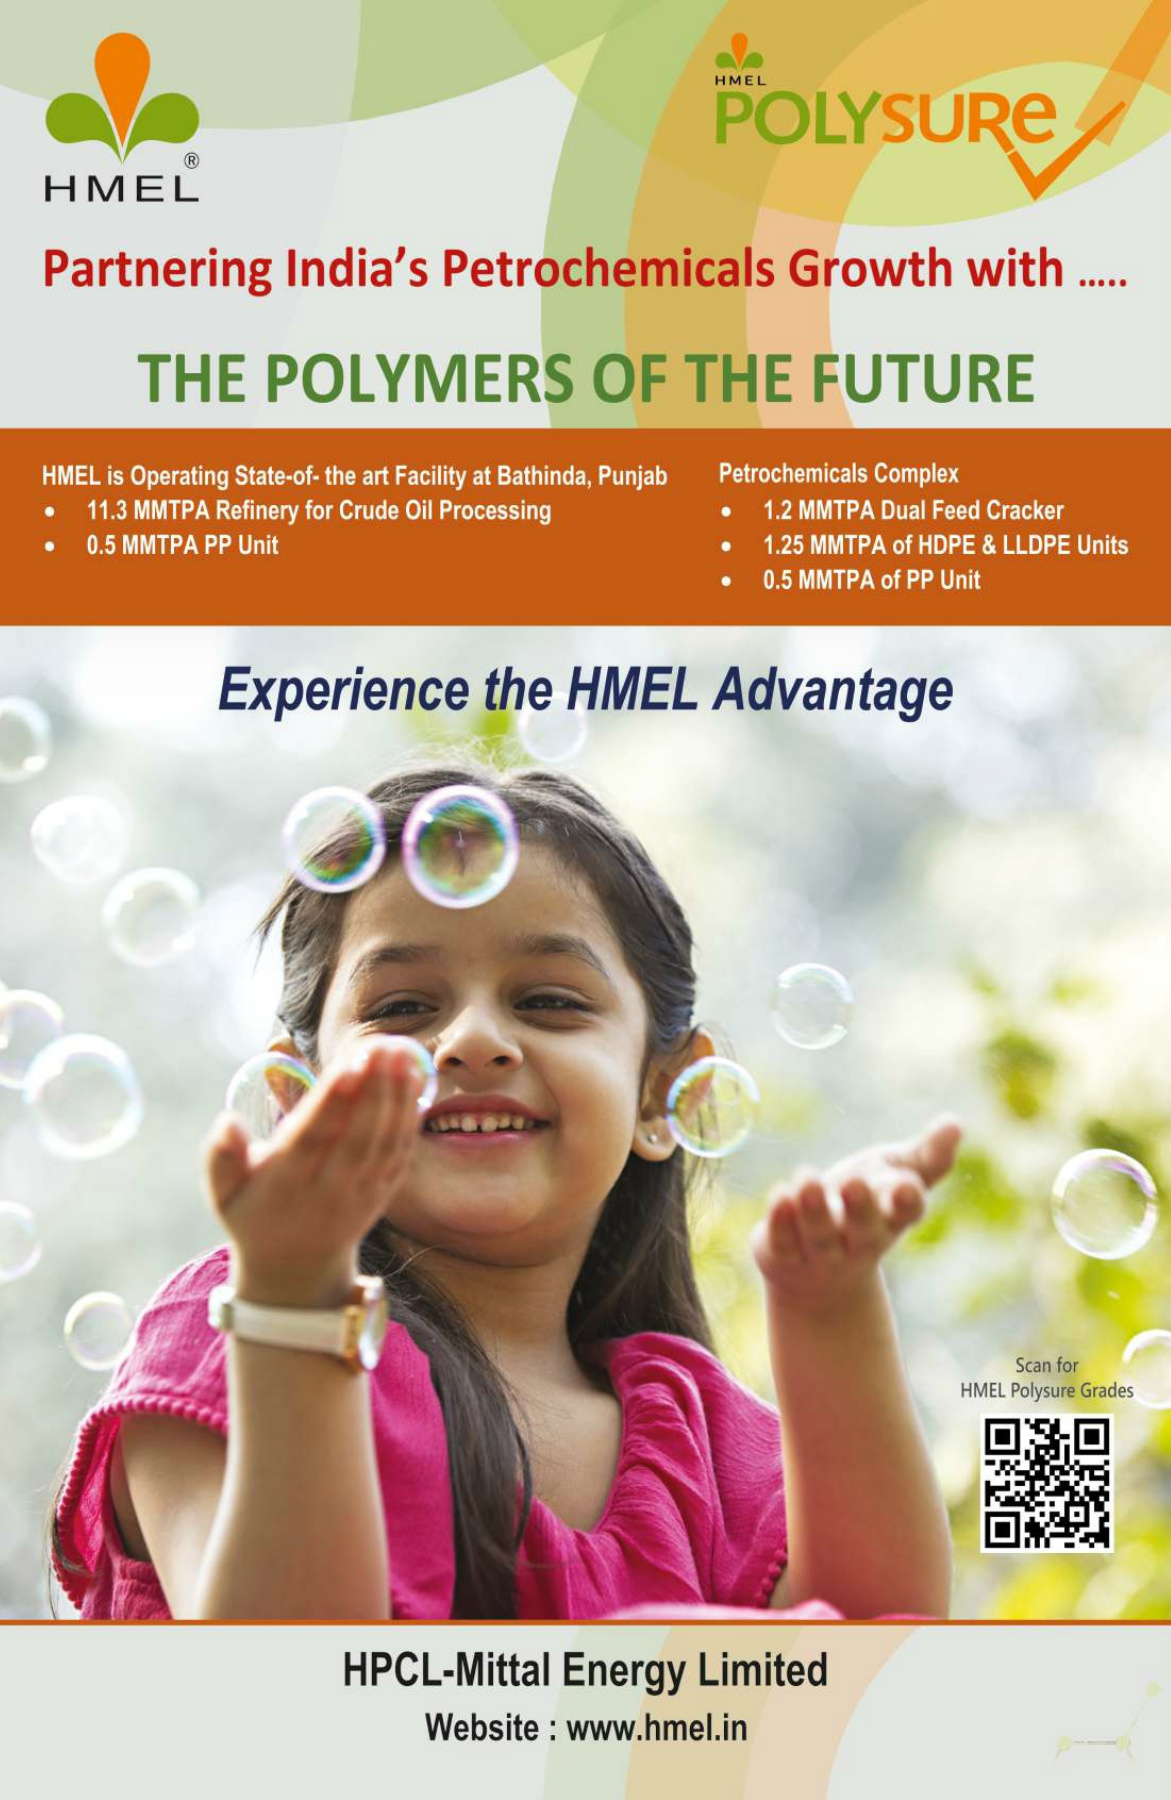 HMEL
®
HMEL
POLYSURe
Partnering India's Petrochemicals Growth with .....
THE POLYMERS OF THE FUTURE
HMEL is Operating State-of- the art Facility at Bathinda, Punjab
• 11.3 MMTPA Refinery for Crude Oil Processing
• 0.5 MMTPA PP Unit
Petrochemicals Complex
• 1.2 MMTPA Dual Feed Cracker
• 1.25 MMTPA of HDPE & LLDPE Units
• 0.5 MMTPA of PP Unit
Experience the HMEL Advantage
Scan for
HMEL Polysure Grades
HPCL-Mittal Energy Limited
Website : www.hmel.in